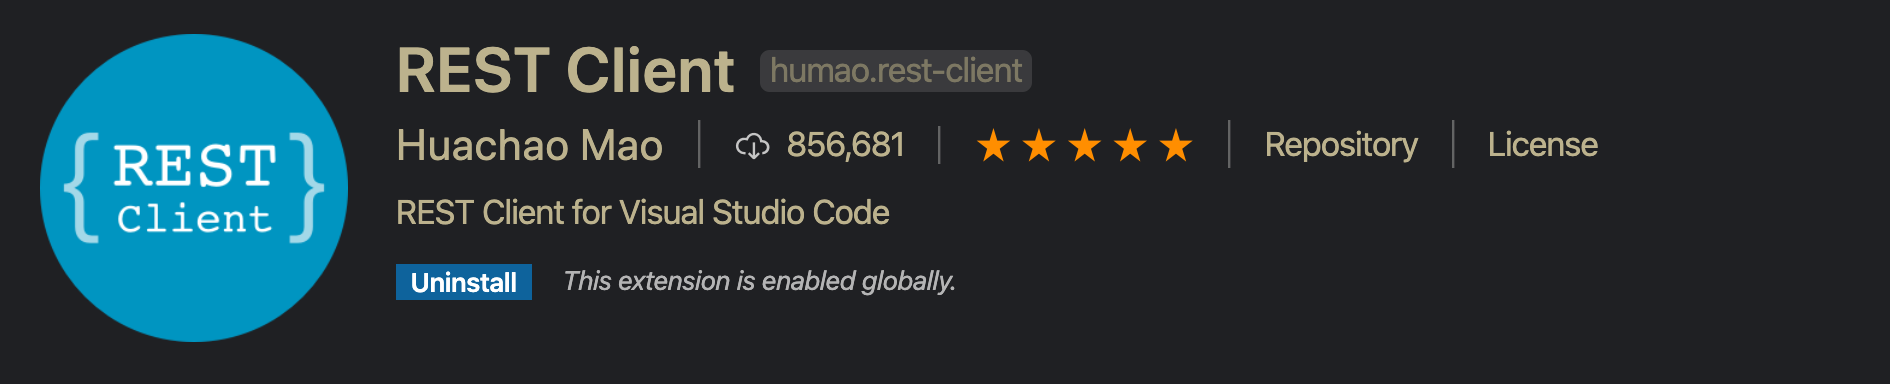 { REST
Client }
REST Client humao.rest-client
Huachao Mao | 856,681 | ★★★★★ | Repository | License
REST Client for Visual Studio Code
Uninstall This extension is enabled globally.